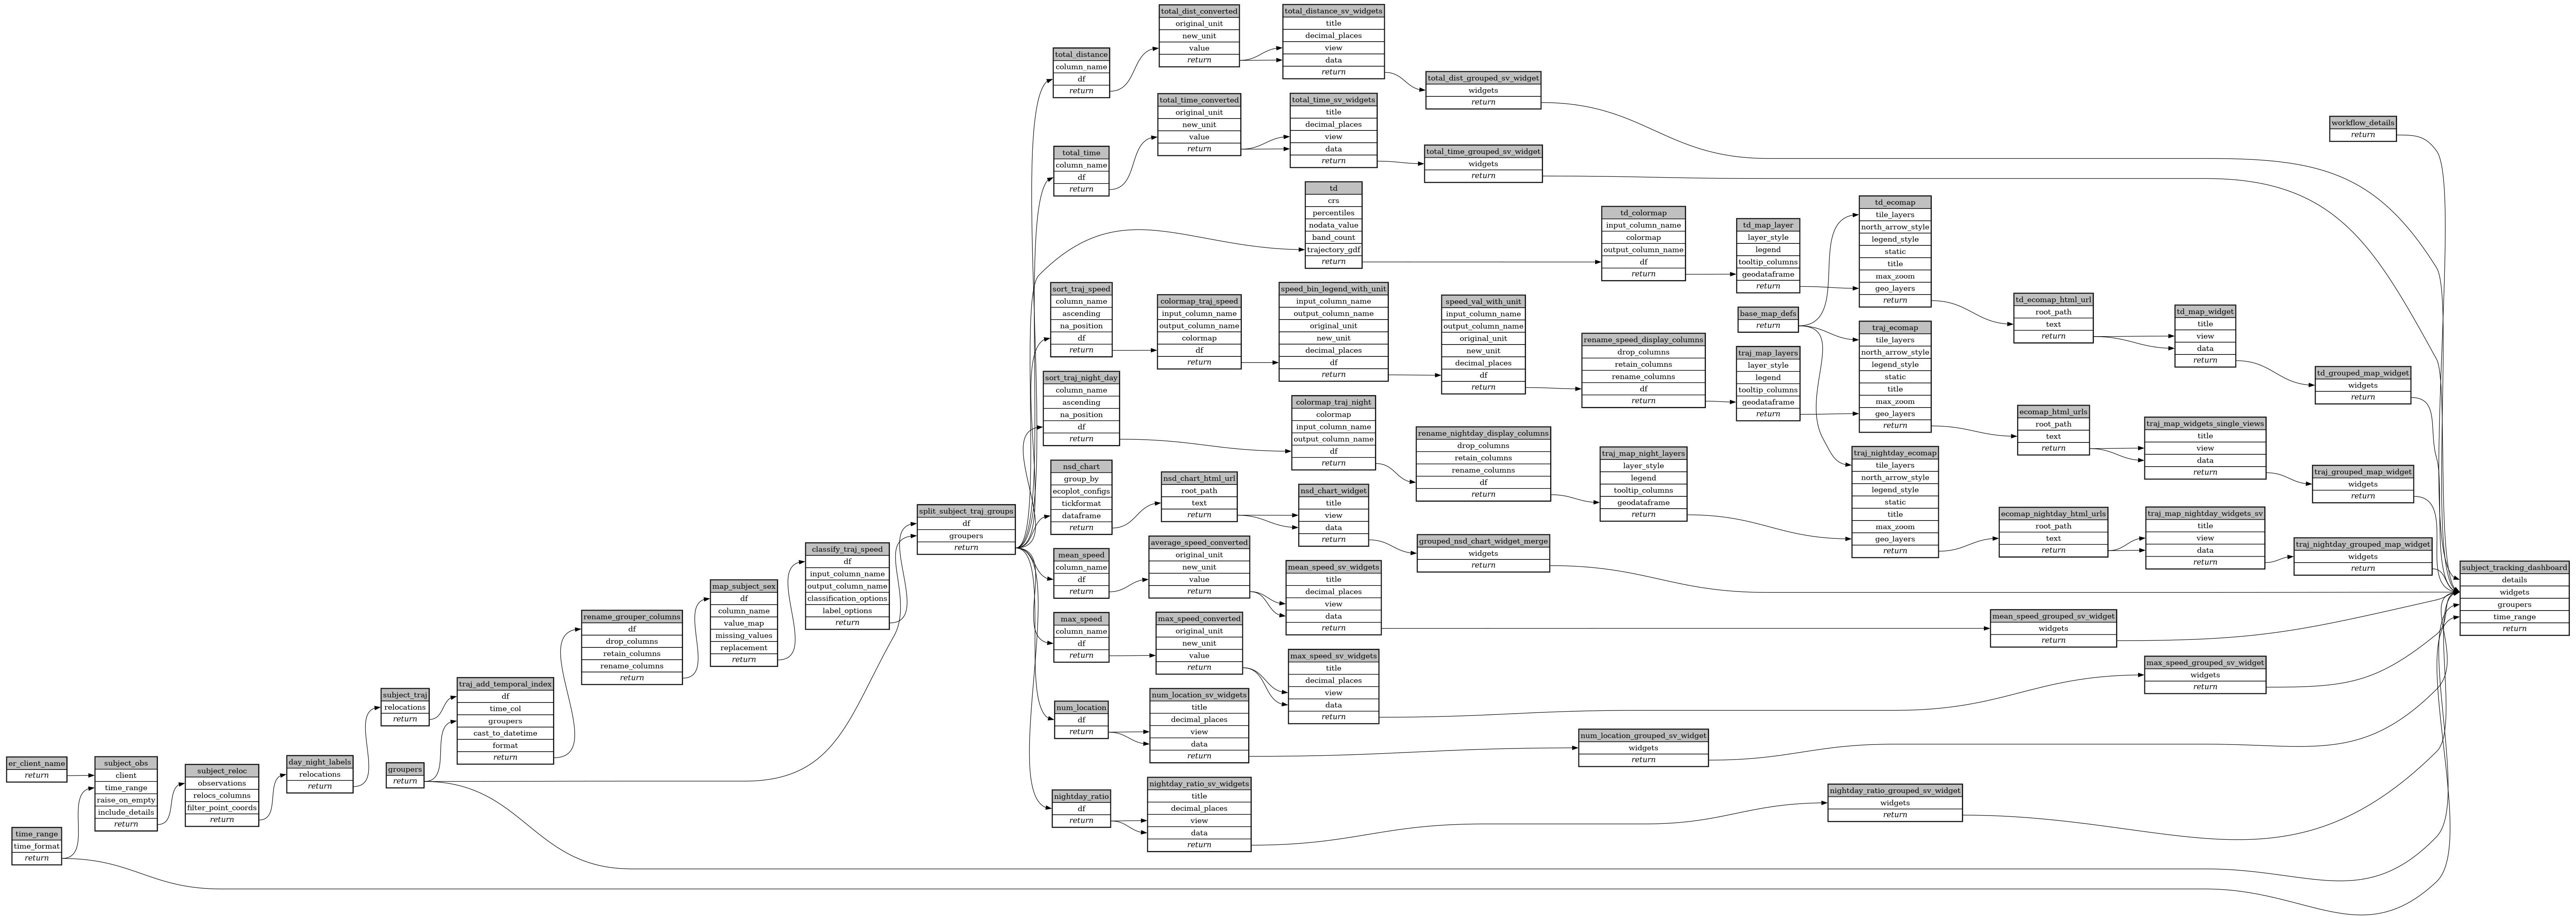 er_client_name
return
time_range
time_format
return
subject_obs
client
time_range
raise_on_empty
include_details
return
subject_reloc
observations
relocs_columns
filter_point_coords
return
day_night_labels
relocations
return
subject_traj
relocations
return
groupers
return
traj_add_temporal_index
df
time_col
groupers
cast_to_datetime
format
return
rename_grouper_columns
df
drop_columns
retain_columns
rename_columns
return
map_subject_sex
df
column_name
value_map
missing_values
replacement
return
classify_traj_speed
df
input_column_name
output_column_name
classification_options
label_options
return
split_subject_traj_groups
df
groupers
return
total_distance
column_name
df
return
total_time
column_name
df
return
sort_traj_speed
column_name
ascending
na_position
df
return
sort_traj_night_day
column_name
ascending
na_position
df
return
nsd_chart
group_by
ecoplot_configs
tickformat
dataframe
return
mean_speed
column_name
df
return
max_speed
column_name
df
return
num_location
df
return
nightday_ratio
df
return
total_dist_converted
original_unit
new_unit
value
return
total_time_converted
original_unit
new_unit
value
return
colormap_traj_speed
input_column_name
output_column_name
colormap
df
return
nsd_chart_html_url
root_path
text
return
average_speed_converted
original_unit
new_unit
value
return
max_speed_converted
original_unit
new_unit
value
return
num_location_sv_widgets
title
decimal_places
view
data
return
nightday_ratio_sv_widgets
title
decimal_places
view
data
return
total_distance_sv_widgets
title
decimal_places
view
data
return
total_time_sv_widgets
title
decimal_places
view
data
return
td
crs
percentiles
nodata_value
band_count
trajectory_gdf
return
speed_bin_legend_with_unit
input_column_name
output_column_name
original_unit
new_unit
decimal_places
df
return
colormap_traj_night
colormap
input_column_name
output_column_name
df
return
nsd_chart_widget
title
view
data
return
mean_speed_sv_widgets
title
decimal_places
view
data
return
max_speed_sv_widgets
title
decimal_places
view
data
return
total_dist_grouped_sv_widget
widgets
return
total_time_grouped_sv_widget
widgets
return
speed_val_with_unit
input_column_name
output_column_name
original_unit
new_unit
decimal_places
df
return
rename_nightday_display_columns
drop_columns
retain_columns
rename_columns
df
return
grouped_nsd_chart_widget_merge
widgets
return
td_colormap
input_column_name
colormap
output_column_name
df
return
rename_speed_display_columns
drop_columns
retain_columns
rename_columns
df
return
traj_map_night_layers
layer_style
legend
tooltip_columns
geodataframe
return
num_location_grouped_sv_widget
widgets
return
td_map_layer
layer_style
legend
tooltip_columns
geodataframe
return
base_map_defs
return
traj_map_layers
layer_style
legend
tooltip_columns
geodataframe
return
nightday_ratio_grouped_sv_widget
widgets
return
td_ecomap
tile_layers
north_arrow_style
legend_style
static
title
max_zoom
geo_layers
return
traj_ecomap
tile_layers
north_arrow_style
legend_style
static
title
max_zoom
geo_layers
return
traj_nightday_ecomap
tile_layers
north_arrow_style
legend_style
static
title
max_zoom
geo_layers
return
td_ecomap_html_url
root_path
text
return
ecomap_html_urls
root_path
text
return
ecomap_nightday_html_urls
root_path
text
return
mean_speed_grouped_sv_widget
widgets
return
td_map_widget
title
view
data
return
traj_map_widgets_single_views
title
view
data
return
traj_map_nightday_widgets_sv
title
view
data
return
max_speed_grouped_sv_widget
widgets
return
workflow_details
return
td_grouped_map_widget
widgets
return
traj_grouped_map_widget
widgets
return
traj_nightday_grouped_map_widget
widgets
return
subject_tracking_dashboard
details
widgets
groupers
time_range
return